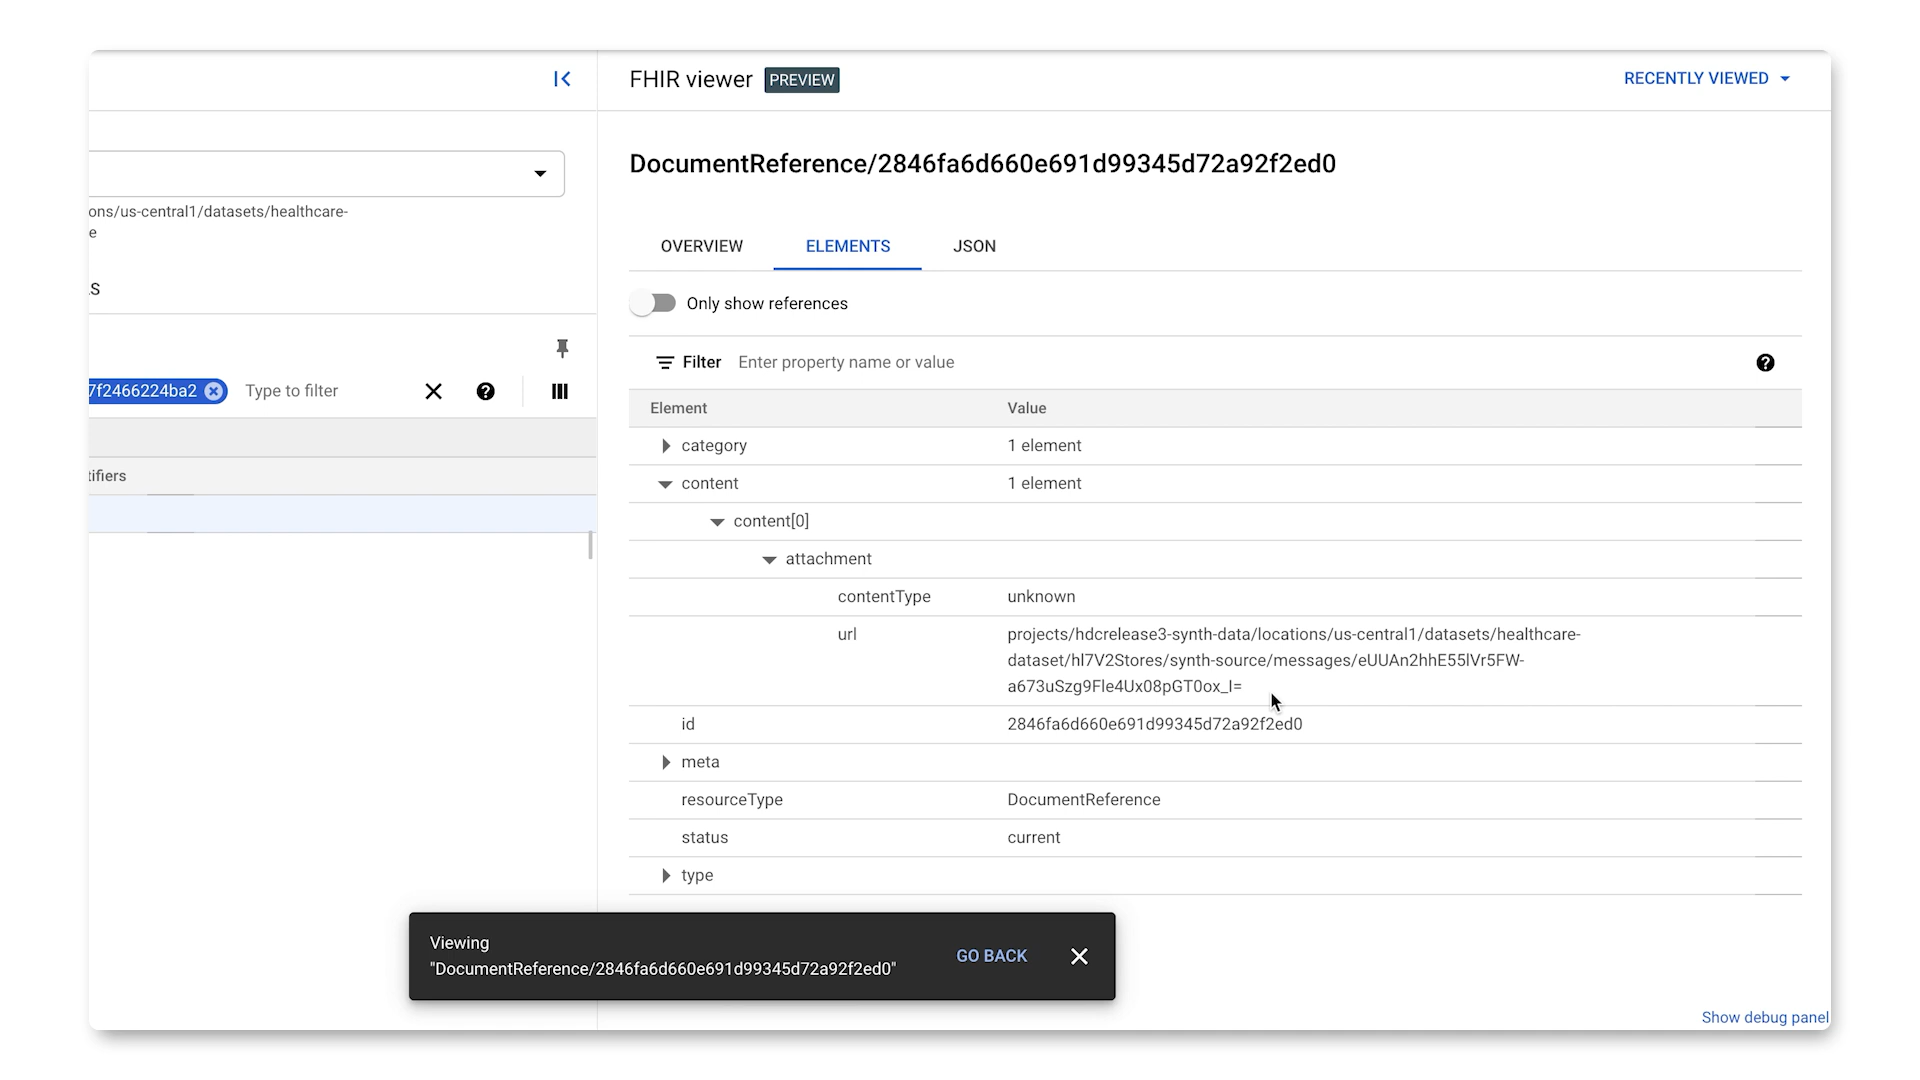 FHIR viewer PREVIEW
RECENTLY VIEWED
DocumentReference/2846fa6d660e691d99345d72a92f2ed0
ons/us-central1/datasets/healthcare-
e
OVERVIEW ELEMENTS JSON
S
Only show references
Filter Enter property name or value
7f2466224ba2 Type to filter
Element Value
category 1 element
tifiers
content 1 element
content[0]
attachment
contentType unknown
url projects/hdcrelease3-synth-data/locations/us-central1/datasets/healthcare-
dataset/hl7V2Stores/synth-source/messages/eUUAn2hhE55lVr5FW-
a673uSzg9Fle4Ux08pGT0ox_I=
id 2846fa6d660e691d99345d72a92f2ed0
meta
resourceType DocumentReference
status current
type
Viewing
"DocumentReference/2846fa6d660e691d99345d72a92f2ed0"
GO BACK
Show debug panel